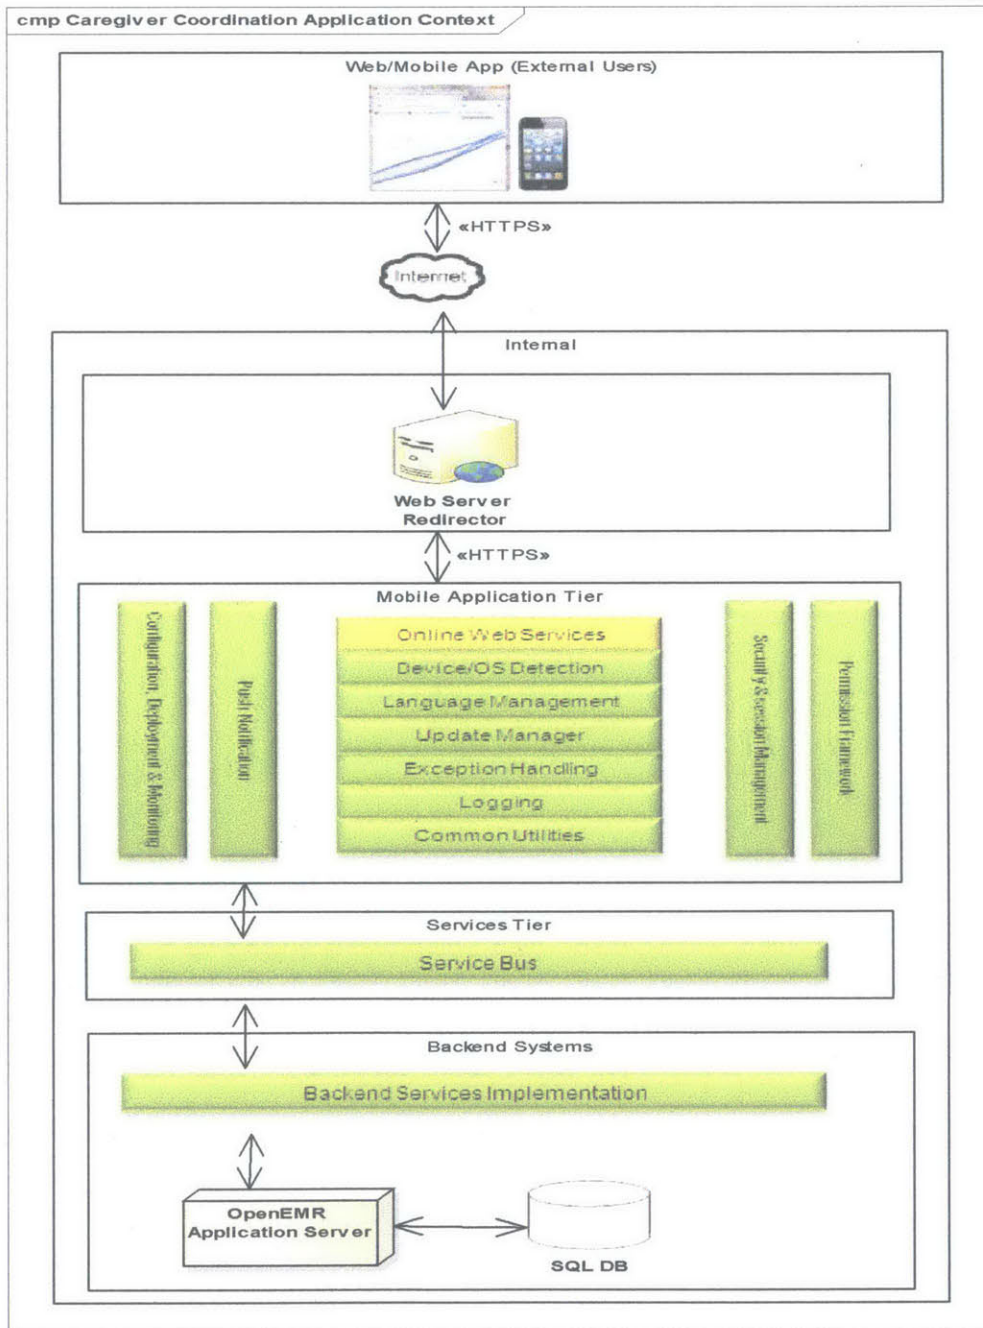 cmp Caregiver Coordination Application Context
Web/Mobile App (External Users)
«HTTPS»
Internet
Internal
Web Server
Redirector
«HTTPS»
Mobile Application Tier
Configuration, Deployment & Monitoring
Push Notification
Online Web Services
Device/OS Detection
Language Management
Update Manager
Exception Handling
Logging
Common Utilities
Security & session Management
Permission Framework
Services Tier
Service Bus
Backend Systems
Backend Services Implementation
OpenEMR
Application Server
SQL DB